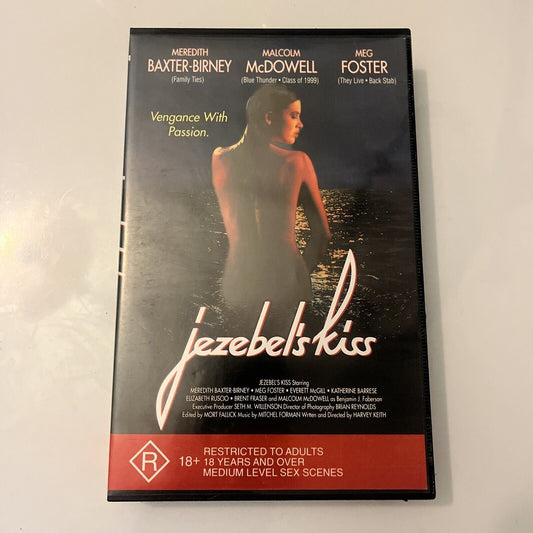 MEREDITH MALCOLM MEG
BAXTER-BIRNEY McDOWELL FOSTER
(Family Ties) (Blue Thunder • Class of 1999) (They Live • Back Stab)
Vengance With
Passion.
jezebel's kiss
JEZEBEL'S KISS Starring
MEREDITH BAXTER-BIRNEY • MEG FOSTER • EVERETT McGILL • KATHERINE BARRESE
ELIZABETH RUSCIO • BRENT FRASER and MALCOLM McDOWELL as Benjamin J. Faberson
Executive Producer SETH M. WILLENSON Director of Photography BRIAN REYNOLDS
Edited by MORT FALLICK Music by MITCHEL FORMAN Written and Directed by HARVEY KEITH
R 18+
RESTRICTED TO ADULTS
18 YEARS AND OVER
MEDIUM LEVEL SEX SCENES